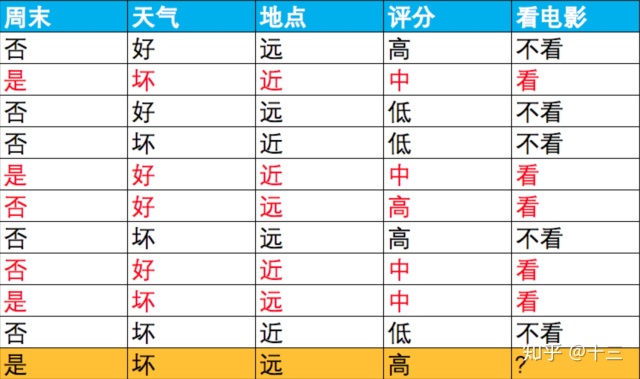 周末 天气 地点 评分 看电影
否 好 远 高 不看
是 坏 近 中 看
否 好 远 低 不看
否 坏 近 低 不看
是 好 近 中 看
否 好 远 高 看
否 坏 远 高 不看
否 好 近 中 看
是 坏 远 中 看
否 坏 近 低 不看
是 坏 远 高 ?
知乎 @十三